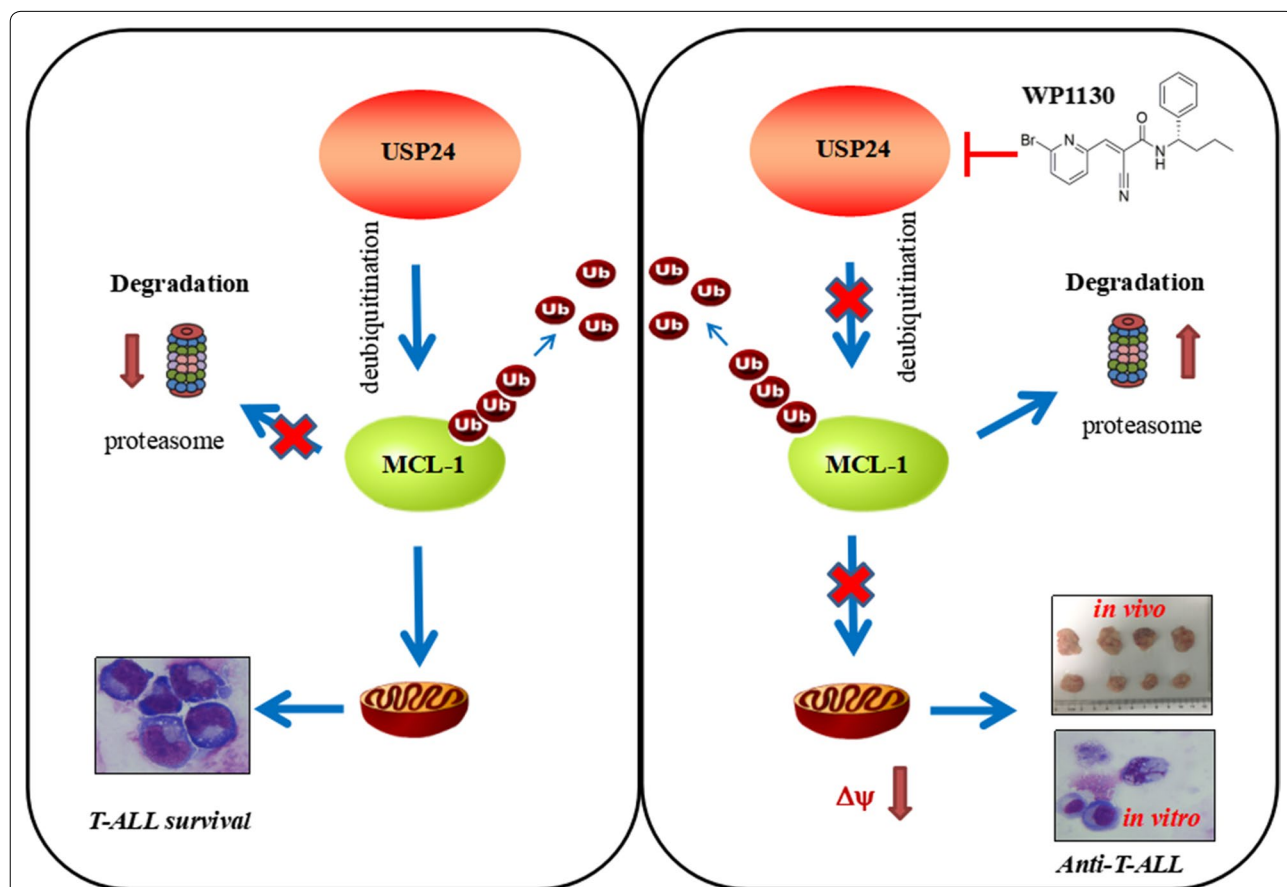 USP24
deubiquitination
Degradation
proteasome
Ub
Ub
Ub
Ub
Ub
Ub
MCL-1
T-ALL survival
WP1130
Br
N
O
N
H
N
USP24
deubiquitination
Degradation
proteasome
Ub
Ub
Ub
Ub
Ub
Ub
MCL-1
in vivo
Δψ
in vitro
Anti-T-ALL